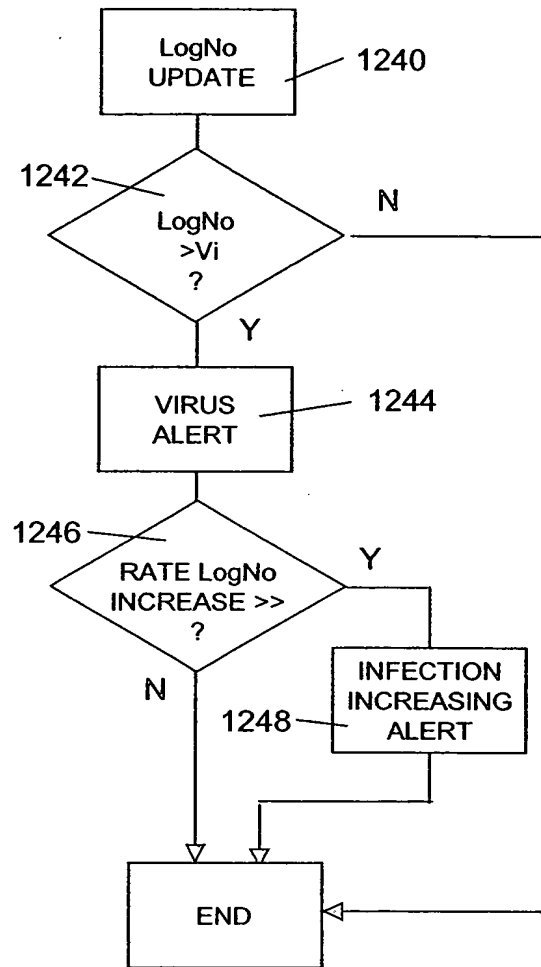 LogNo
UPDATE
1240
1242
LogNo
>Vi
?
N
Y
VIRUS
ALERT
1244
1246
RATE LogNo
INCREASE >>
?
Y
N
INFECTION
INCREASING
ALERT
1248
END